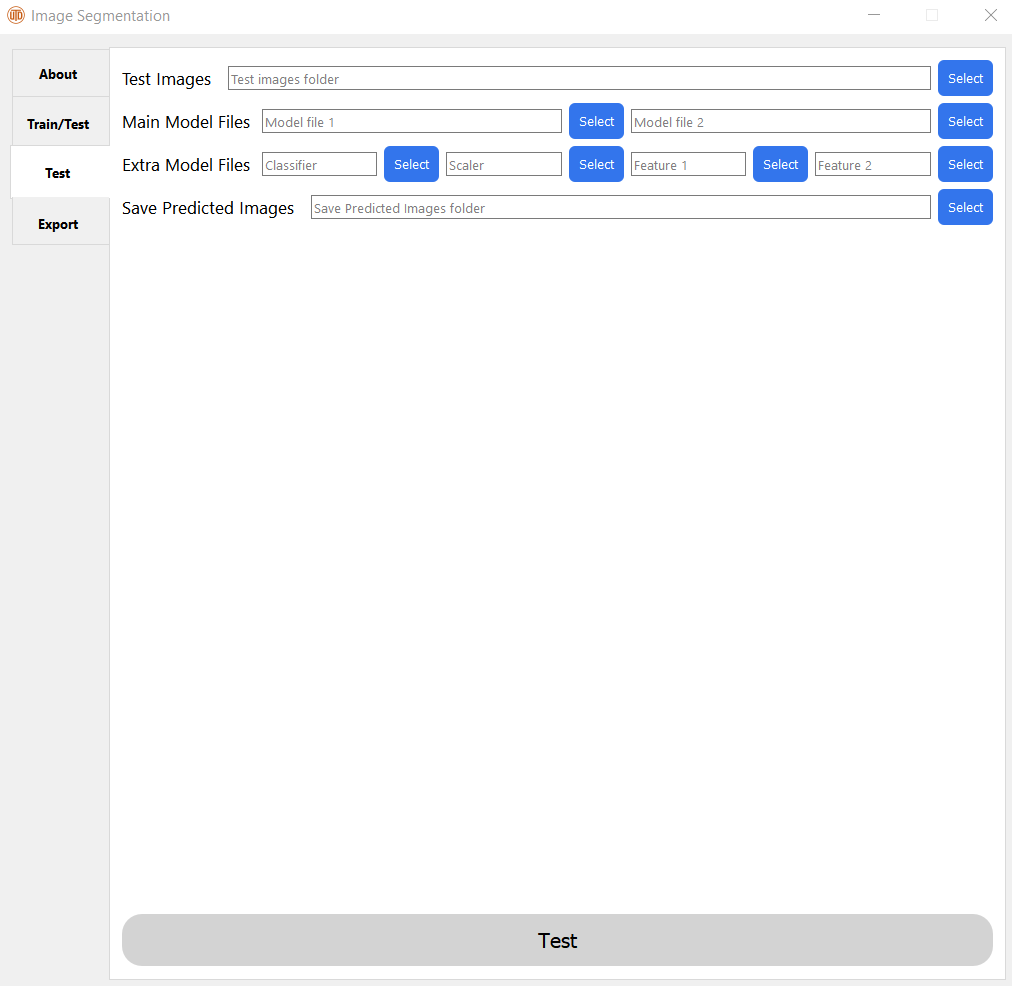 UTD Image Segmentation
About
Train/Test
Test
Export
Test Images Test images folder Select
Main Model Files Model file 1 Select Model file 2 Select
Extra Model Files Classifier Select Scaler Select Feature 1 Select Feature 2 Select
Save Predicted Images Save Predicted Images folder Select
Test